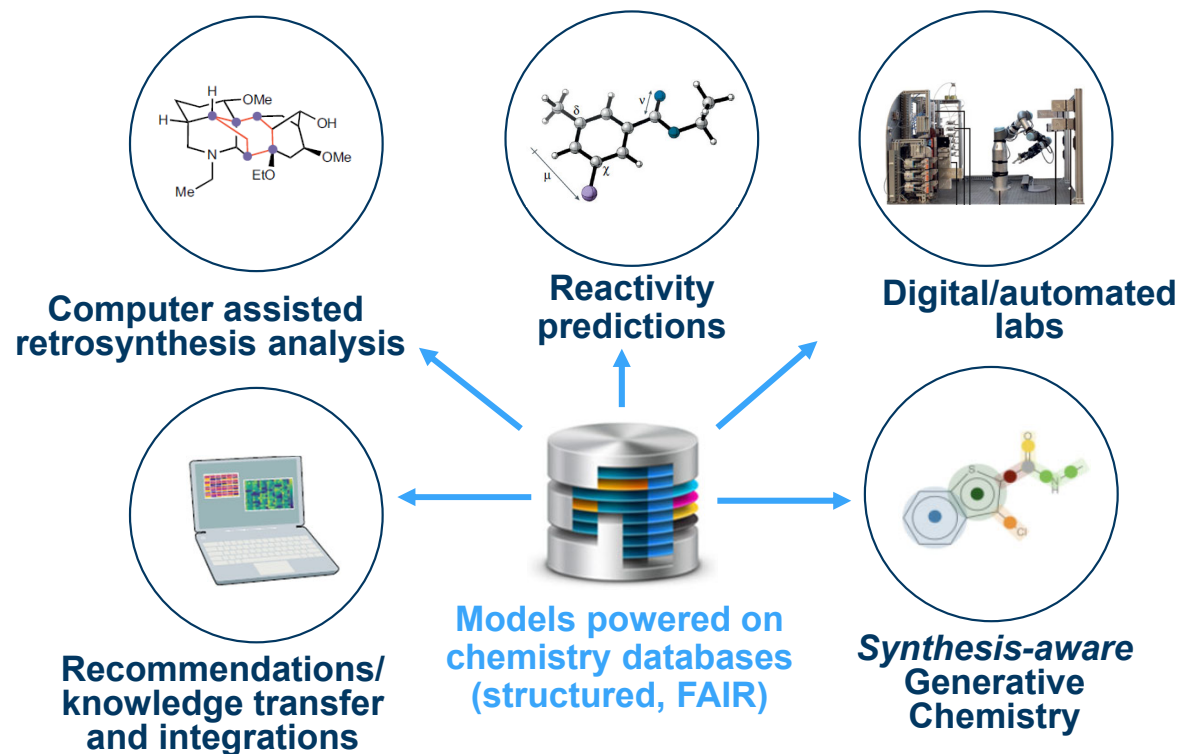 H
OMe
H
OH
N
OMe
EtO
Me
δ
ν
μ
χ
O
S
N
H
Cl
Computer assisted
retrosynthesis analysis
Reactivity
predictions
Digital/automated
labs
Recommendations/
knowledge transfer
and integrations
Models powered on
chemistry databases
(structured, FAIR)
Synthesis-aware
Generative
Chemistry